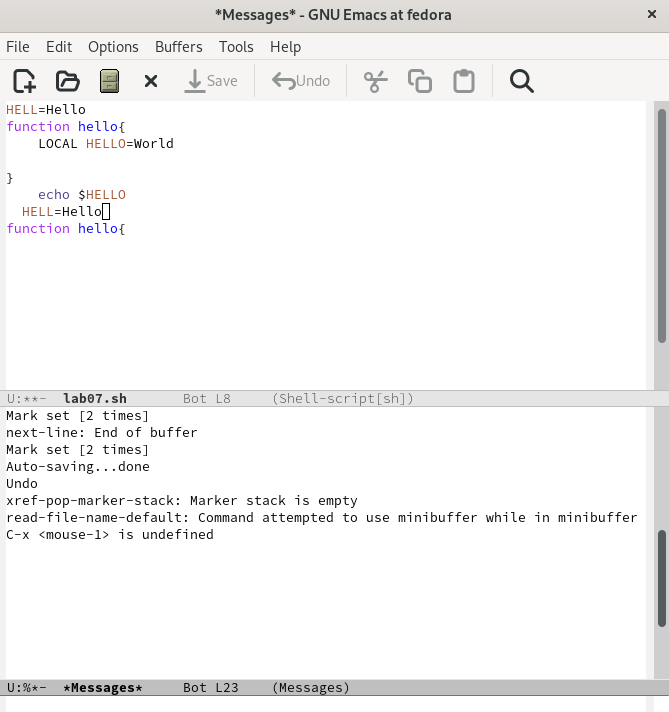 *Messages* - GNU Emacs at fedora ×
File Edit Options Buffers Tools Help
Save Undo
HELL=Hello
function hello{
    LOCAL HELLO=World
}
    echo $HELLO
  HELL=Hello
function hello{
U:**-  lab07.sh       Bot L8     (Shell-script[sh])
Mark set [2 times]
next-line: End of buffer
Mark set [2 times]
Auto-saving...done
Undo
xref-pop-marker-stack: Marker stack is empty
read-file-name-default: Command attempted to use minibuffer while in minibuffer
C-x <mouse-1> is undefined
U:%*-  *Messages*     Bot L23    (Messages)